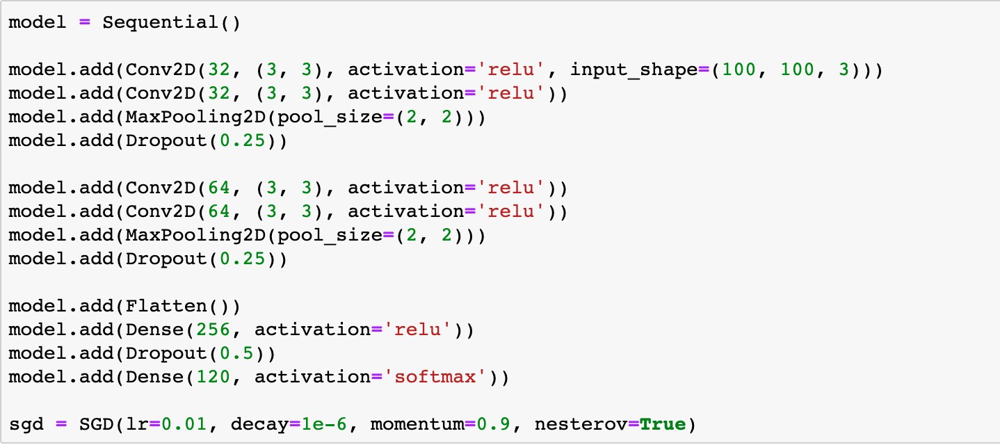 model = Sequential()
model.add(Conv2D(32, (3, 3), activation='relu', input_shape=(100, 100, 3)))
model.add(Conv2D(32, (3, 3), activation='relu'))
model.add(MaxPooling2D(pool_size=(2, 2)))
model.add(Dropout(0.25))
model.add(Conv2D(64, (3, 3), activation='relu'))
model.add(Conv2D(64, (3, 3), activation='relu'))
model.add(MaxPooling2D(pool_size=(2, 2)))
model.add(Dropout(0.25))
model.add(Flatten())
model.add(Dense(256, activation='relu'))
model.add(Dropout(0.5))
model.add(Dense(120, activation='softmax'))
sgd = SGD(lr=0.01, decay=1e-6, momentum=0.9, nesterov=True)